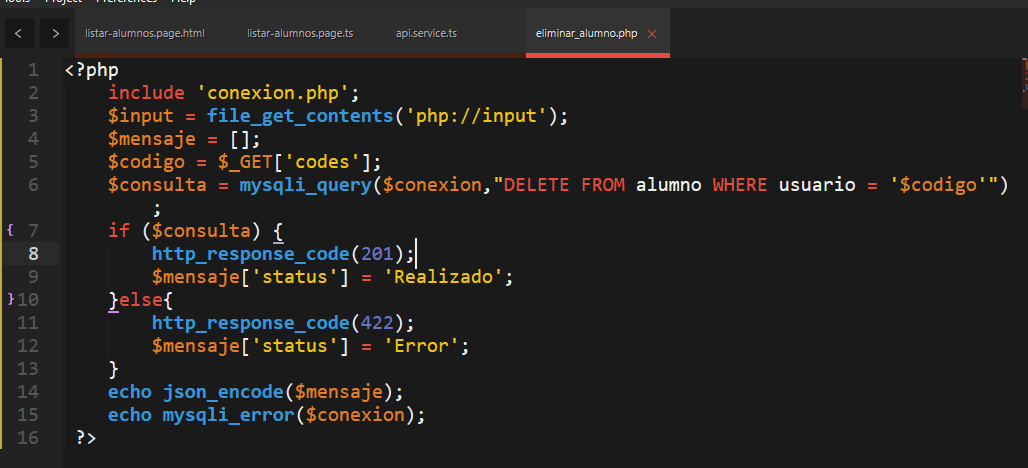 Tools Project Preferences Help
< > listar-alumnos.page.html listar-alumnos.page.ts api.service.ts eliminar_alumno.php ×
1 <?php
2 include 'conexion.php';
3 $input = file_get_contents('php://input');
4 $mensaje = [];
5 $codigo = $_GET['codes'];
6 $consulta = mysqli_query($conexion,"DELETE FROM alumno WHERE usuario = '$codigo'")
;
{ 7 if ($consulta) {
8 http_response_code(201);
9 $mensaje['status'] = 'Realizado';
}10 }else{
11 http_response_code(422);
12 $mensaje['status'] = 'Error';
13 }
14 echo json_encode($mensaje);
15 echo mysqli_error($conexion);
16 ?>